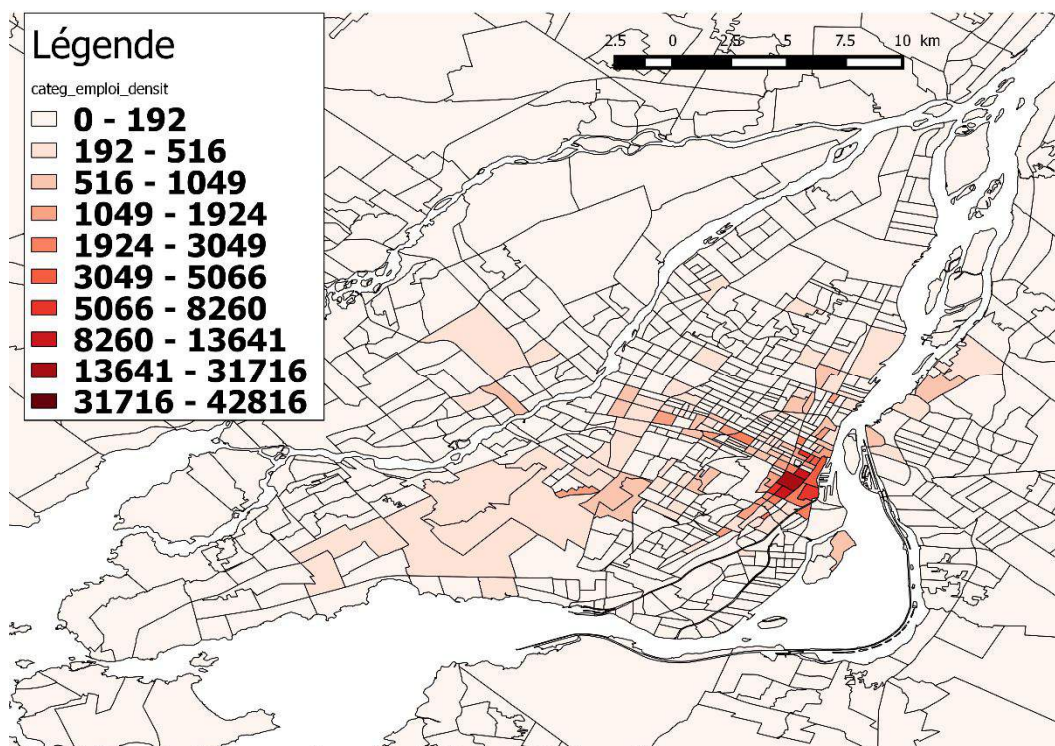 Légende
categ_emploi_densit
0 - 192
192 - 516
516 - 1049
1049 - 1924
1924 - 3049
3049 - 5066
5066 - 8260
8260 - 13641
13641 - 31716
31716 - 42816
2.5 0 2.5 5 7.5 10 km